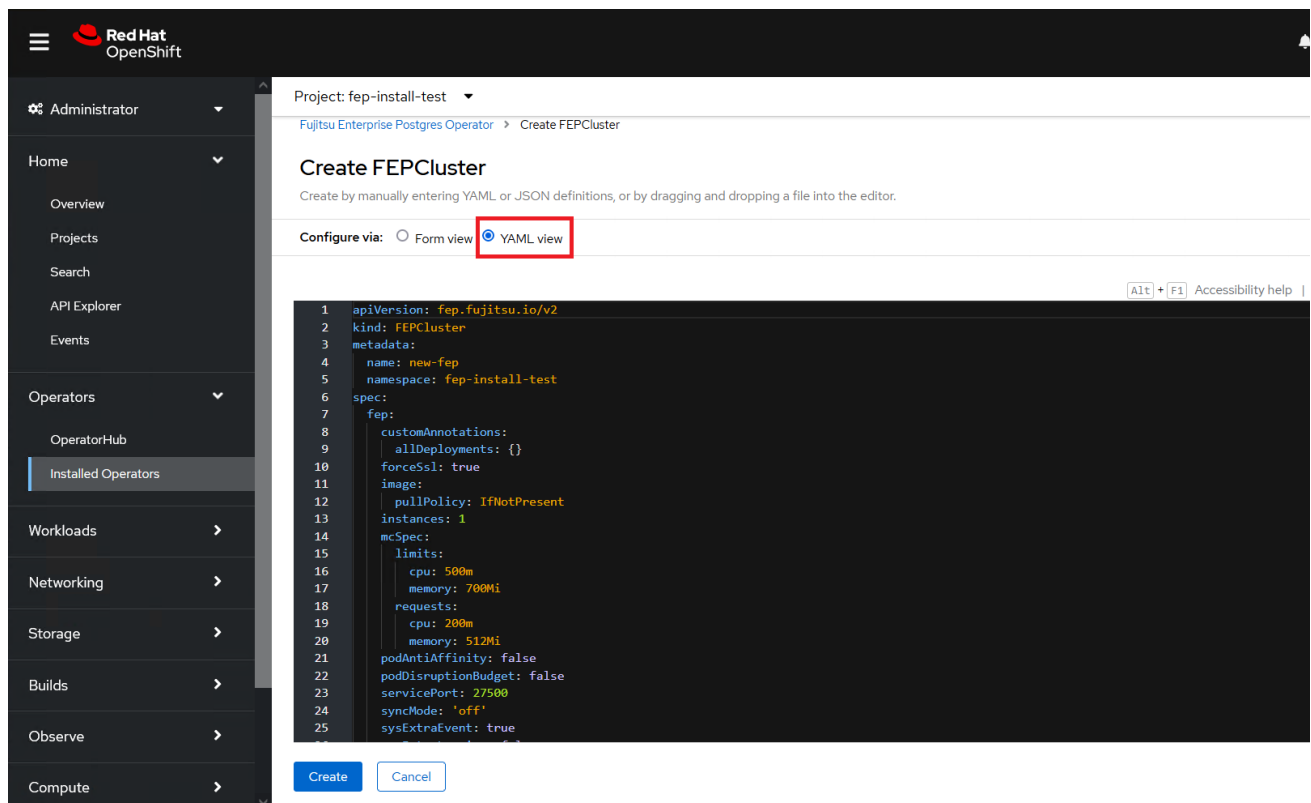 Red Hat
OpenShift
Administrator
Home
Overview
Projects
Search
API Explorer
Events
Operators
OperatorHub
Installed Operators
Workloads
Networking
Storage
Builds
Observe
Compute
Project: fep-install-test
Fujitsu Enterprise Postgres Operator > Create FEPCluster
Create FEPCluster
Create by manually entering YAML or JSON definitions, or by dragging and dropping a file into the editor.
Configure via: Form view YAML view
Alt + F1 Accessibility help |
1 apiVersion: fep.fujitsu.io/v2
2 kind: FEPCluster
3 metadata:
4 name: new-fep
5 namespace: fep-install-test
6 spec:
7 fep:
8 customAnnotations:
9 allDeployments: {}
10 forceSsl: true
11 image:
12 pullPolicy: IfNotPresent
13 instances: 1
14 mcSpec:
15 limits:
16 cpu: 500m
17 memory: 700Mi
18 requests:
19 cpu: 200m
20 memory: 512Mi
21 podAntiAffinity: false
22 podDisruptionBudget: false
23 servicePort: 27500
24 syncMode: 'off'
25 sysExtraEvent: true
Create Cancel